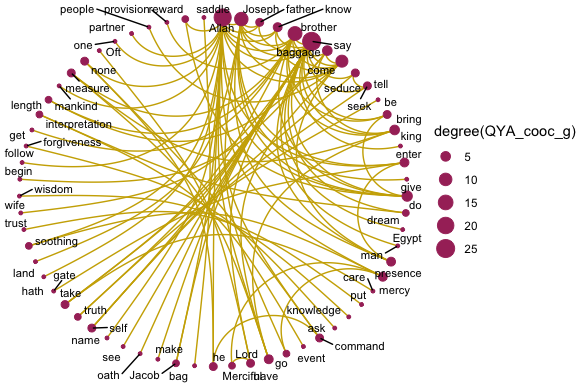 people
provision
reward
saddle
Allah
Joseph
father
know
brother
say
baggage
come
seduce
seek
tell
be
bring
king
enter
give
do
dream
Egypt
man
presence
mercy
care
put
knowledge
ask
command
event
go
have
Lord
Merciful
he
bag
make
Jacob
oath
see
self
name
truth
take
gate
hath
land
soothing
trust
wife
wisdom
begin
follow
forgiveness
get
interpretation
length
mankind
measure
none
Oft
one
partner
degree(QYA_cooc_g)
5
10
15
20
25